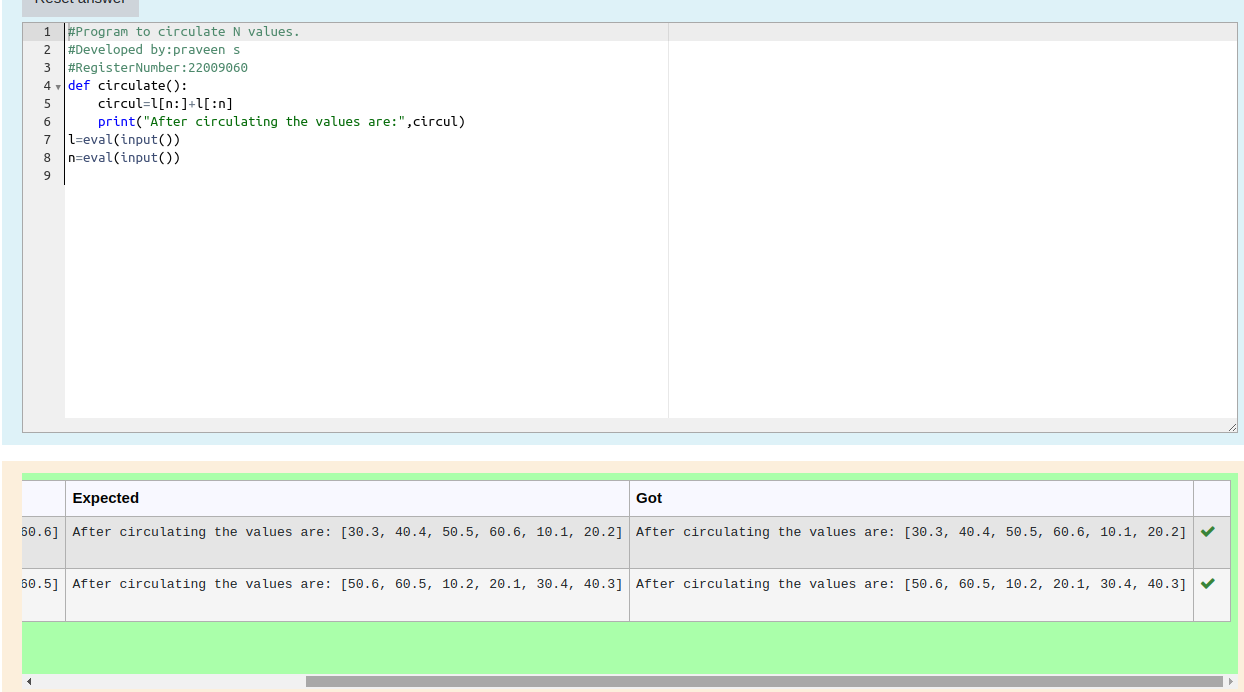 Reset answer
1 #Program to circulate N values.
2 #Developed by:praveen s
3 #RegisterNumber:22009060
4 def circulate():
5     circul=l[n:]+l[:n]
6     print("After circulating the values are:",circul)
7 l=eval(input())
8 n=eval(input())
9
Expected Got
60.6] After circulating the values are: [30.3, 40.4, 50.5, 60.6, 10.1, 20.2] After circulating the values are: [30.3, 40.4, 50.5, 60.6, 10.1, 20.2]
60.5] After circulating the values are: [50.6, 60.5, 10.2, 20.1, 30.4, 40.3] After circulating the values are: [50.6, 60.5, 10.2, 20.1, 30.4, 40.3]